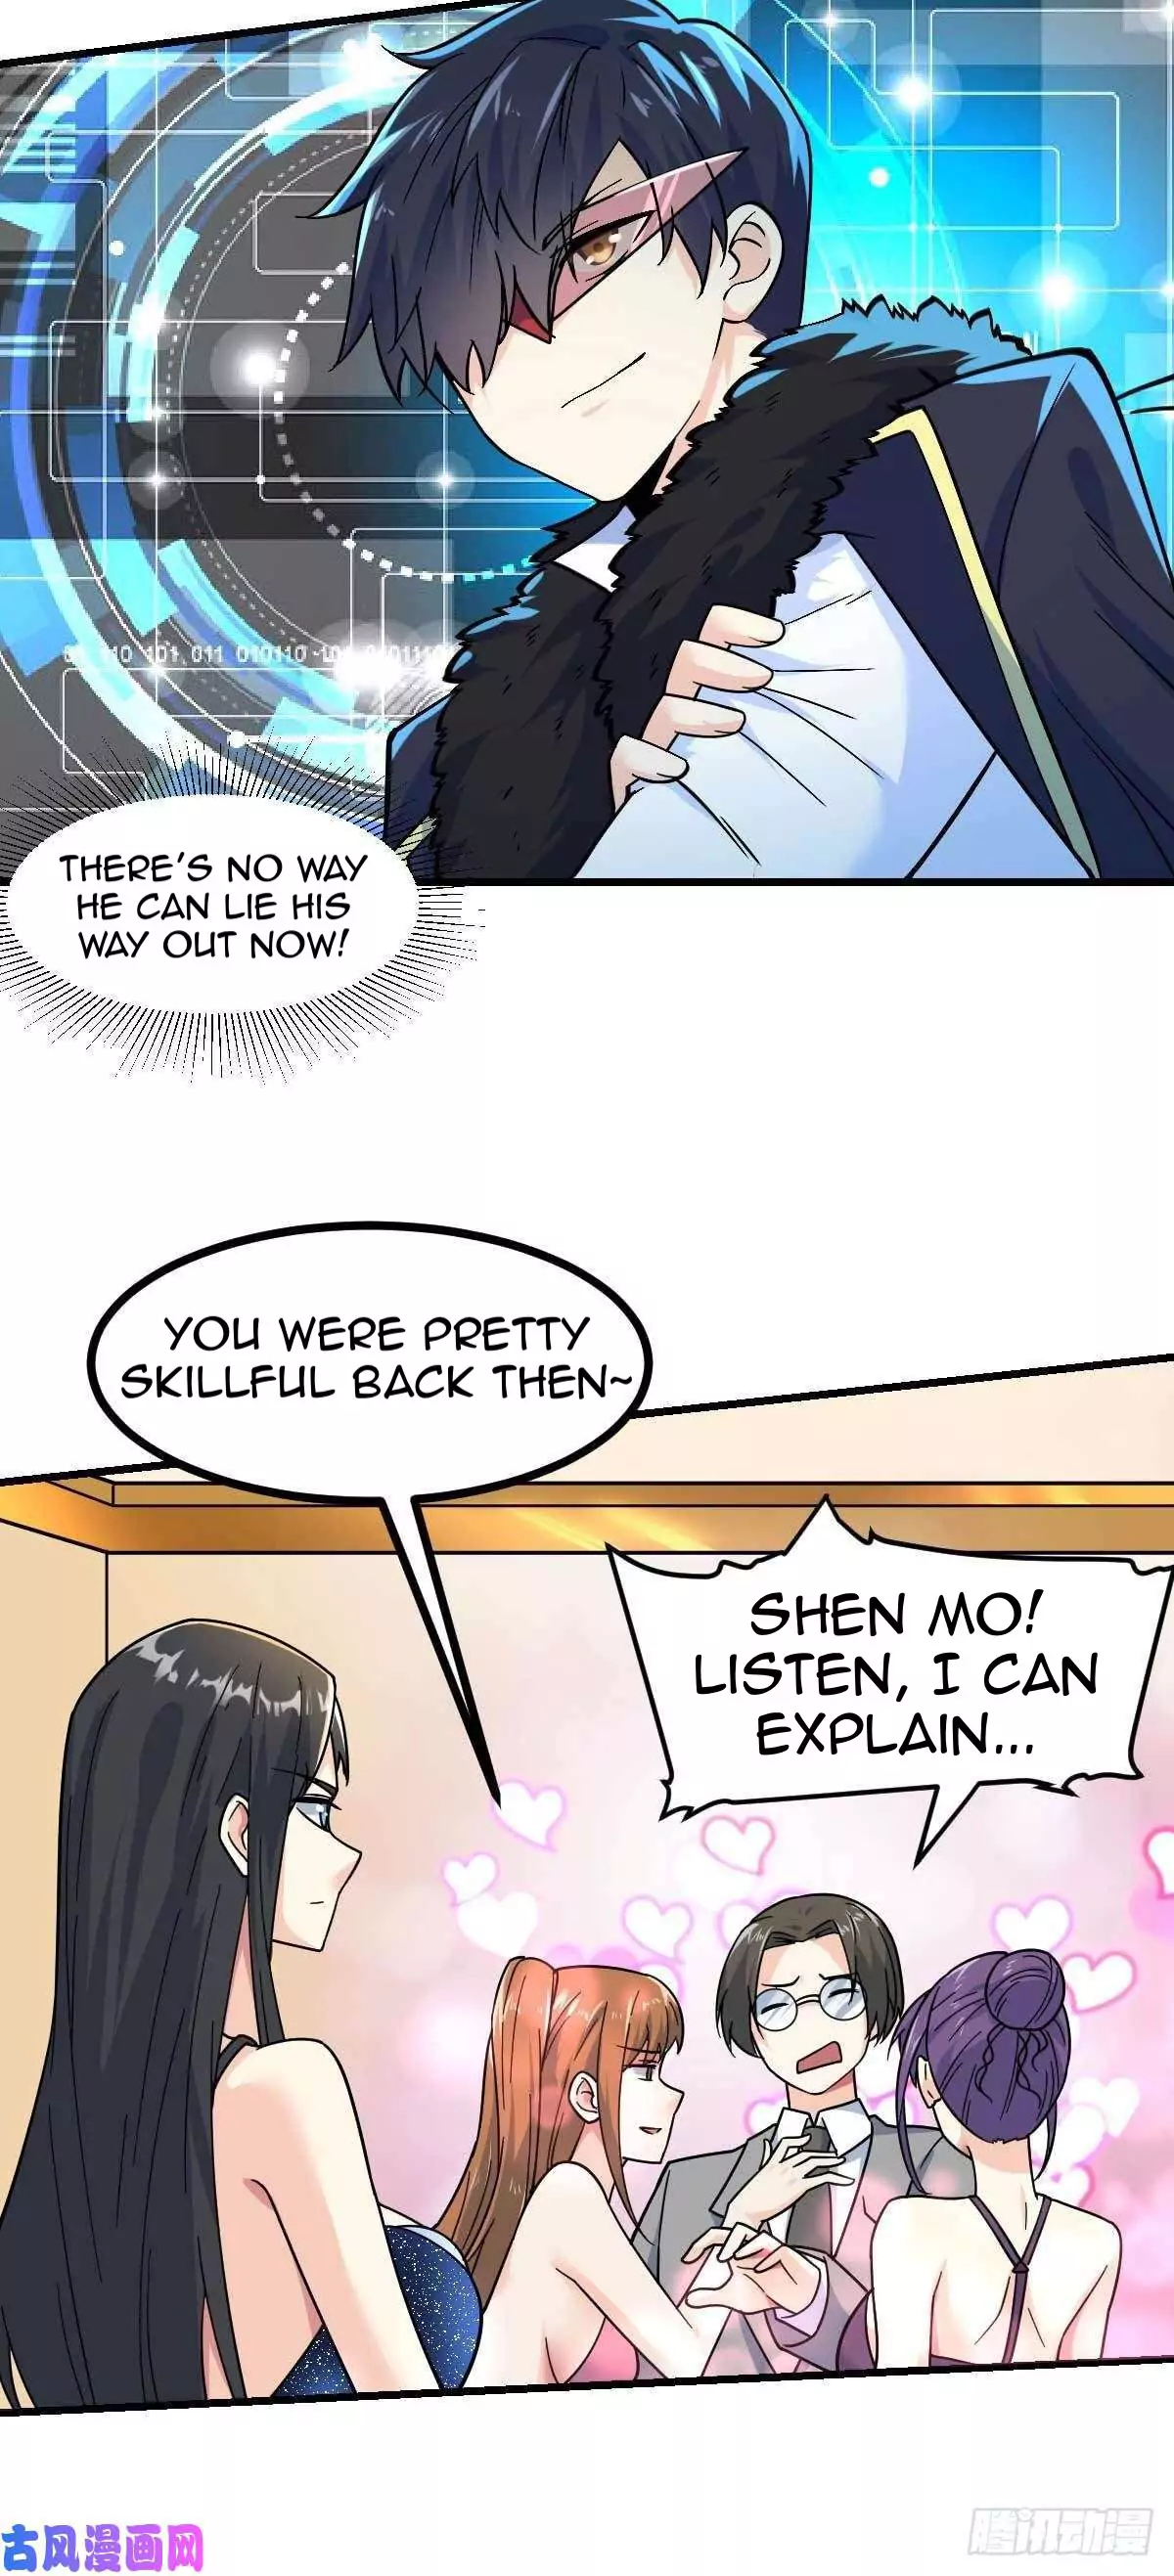 THERE'S NO WAY
HE CAN LIE HIS
WAY OUT NOW!
YOU WERE PRETTY
SKILLFUL BACK THEN~
SHEN MO!
LISTEN, I CAN
EXPLAIN...
古风漫画网
腾讯动漫